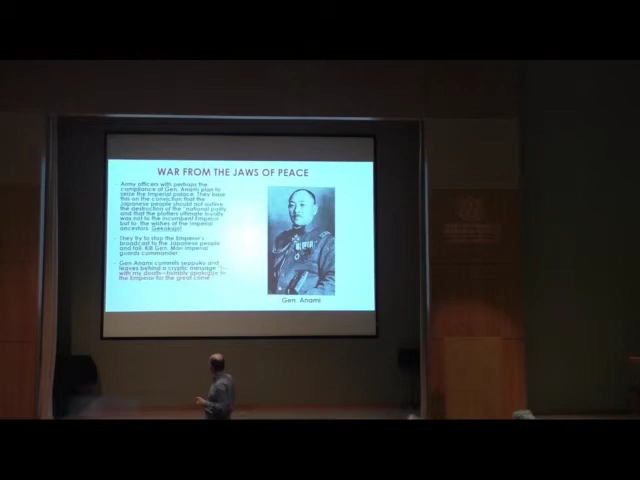 WAR FROM THE JAWS OF PEACE
- Army officers with perhaps the
compliance of Gen. Anami plan to
seize the Imperial palace. They base
this on the conviction that the
Japanese people should not outlive
the destruction of the "national polity
and that the plotters ultimate loyalty
was not to the incumbent Emperor
but to the wishes of the imperial
ancestors. Gekokujo!
- They try to stop the Emperor's
broadcast to the Japanese people
and fail. Kill Gen. Mori imperial
guards commander
- Gen Anami commits seppuku and
leaves behind a cryptic message "I—
with my death—humbly apologize to
the Emperor for the great crime"
Gen. Anami